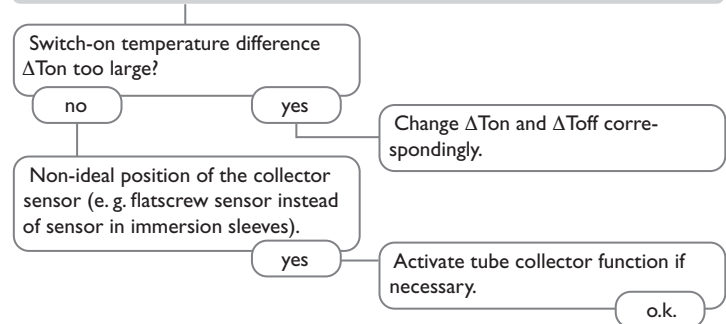 Switch-on temperature difference
ΔTon too large?
no
yes
Change ΔTon and ΔToff corre-
spondingly.
Non-ideal position of the collector
sensor (e. g. flatscrew sensor instead
of sensor in immersion sleeves).
yes
Activate tube collector function if
necessary.
o.k.